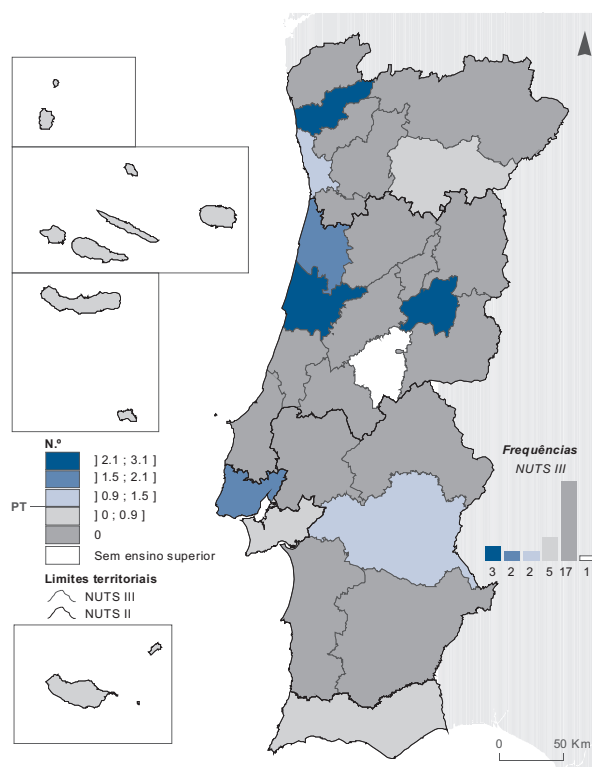 N.º
] 2.1 ; 3.1 ]
] 1.5 ; 2.1 ]
] 0.9 ; 1.5 ]
PT
] 0 ; 0.9 ]
0
Sem ensino superior
Limites territoriais
NUTS III
NUTS II
Frequências
NUTS III
3 2 2 5 17 1
0 50 Km